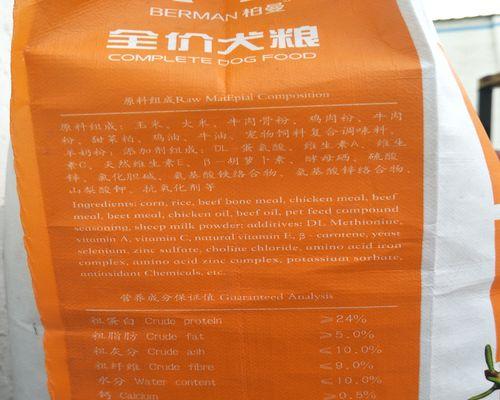 BERMAN 柏曼
全价犬粮
COMPLETE DOG FOOD
原料组成Raw MatEpial Composition
原料组成：玉米、大米、牛肉骨粉、鸡肉粉、牛肉
粉、甜菜粕、鸡油、牛油、宠物饲料复合调味料、
羊奶粉；添加剂组成：DL-蛋氨酸、维生素A、维生
素C、天然维生素E、β-胡萝卜素、酵母硒、硫酸
锌、氯化胆碱、氨基酸铁络合物、氨基酸锌络合物、
山梨酸钾、抗氧化剂等
Ingredients: corn, rice, beef bone meal, chicken meal, beef
meal, beet meal, chicken oil, beef oil, pet feed compound
seasoning, sheep milk powder; additives: DL Methionine,
vitamin A, vitamin C, natural vitamin E, β - carotene, yeast
selenium, zinc sulfate, choline chloride, amino acid iron
complex, amino acid zinc complex, potassium sorbate,
antioxidant Chemicals, etc.
营养成分保证值 Guaranteed Analysis
粗蛋白 Crude protein ≥24%
粗脂肪 Crude fat ≥5.0%
粗灰分 Crude ash ≤10.0%
粗纤维 Crude fibre ≤9.0%
水分 Water content ≤10.0%
钙 Calcium ≥0.5%